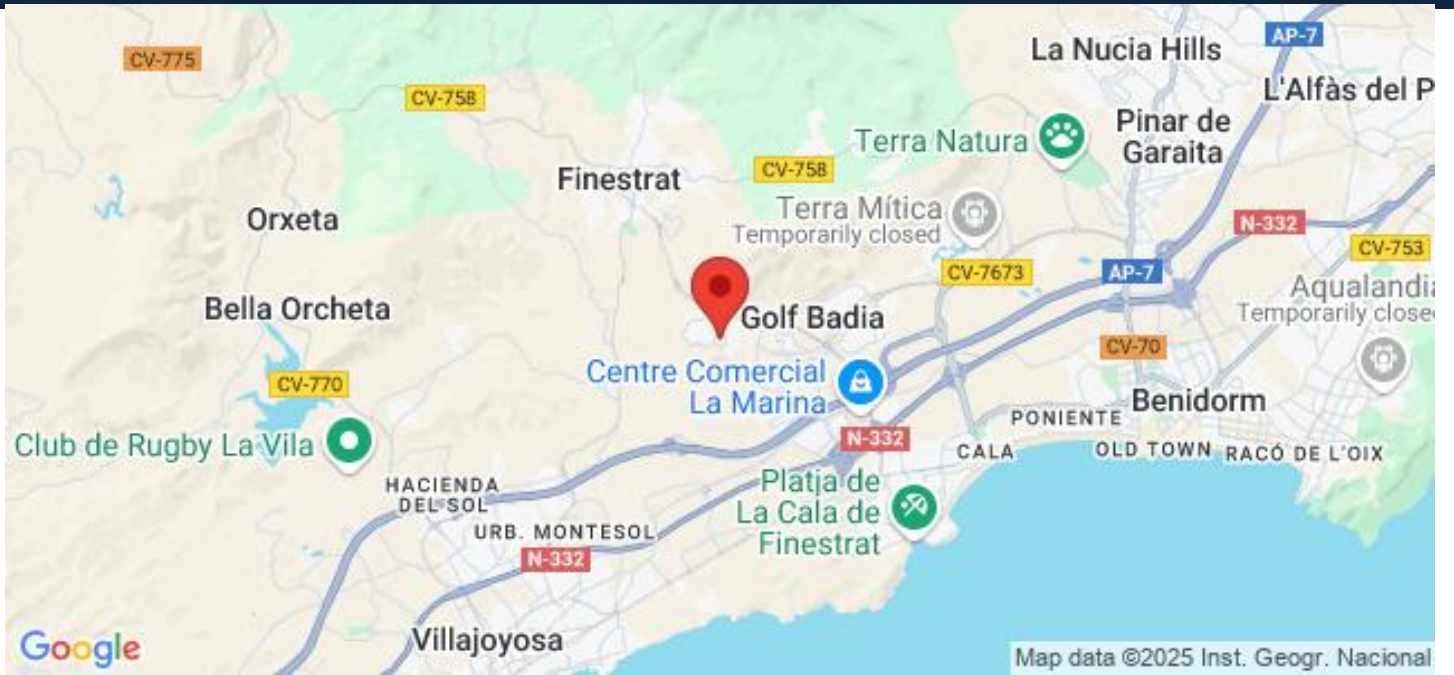 CV-775
CV-758
La Nucia Hills
AP-7
L'Alfàs del P
Terra Natura
Pinar de
Garaita
Finestrat
CV-758
Orxeta
Terra Mítica
Temporarily closed
N-332
CV-753
CV-7673
AP-7
Aqualandia
Temporarily close
Bella Orcheta
Golf Badia
CV-70
Centre Comercial
La Marina
CV-770
PONIENTE
Benidorm
Club de Rugby La Vila
N-332
CALA
OLD TOWN
RACÓ DE L'OIX
HACIENDA
DEL SOL
Platja de
La Cala de
Finestrat
URB. MONTESOL
N-332
Villajoyosa
Google
Map data ©2025 Inst. Geogr. Nacional